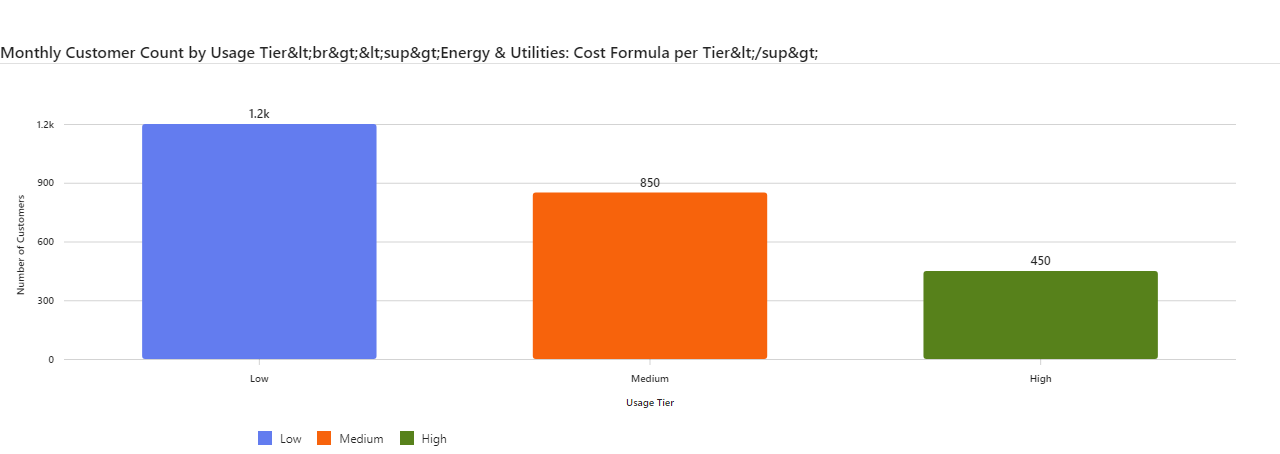 Monthly Customer Count by Usage Tier&lt;br&gt;&lt;sup&gt;Energy & Utilities: Cost Formula per Tier&lt;/sup&gt;
1.2k
1.2k
900
850
600
450
300
0
Number of Customers
Low
Medium
High
Usage Tier
Low
Medium
High